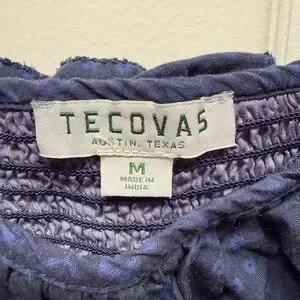 TECOVAS
AUSTIN, TEXAS
M
MADE IN
INDIA